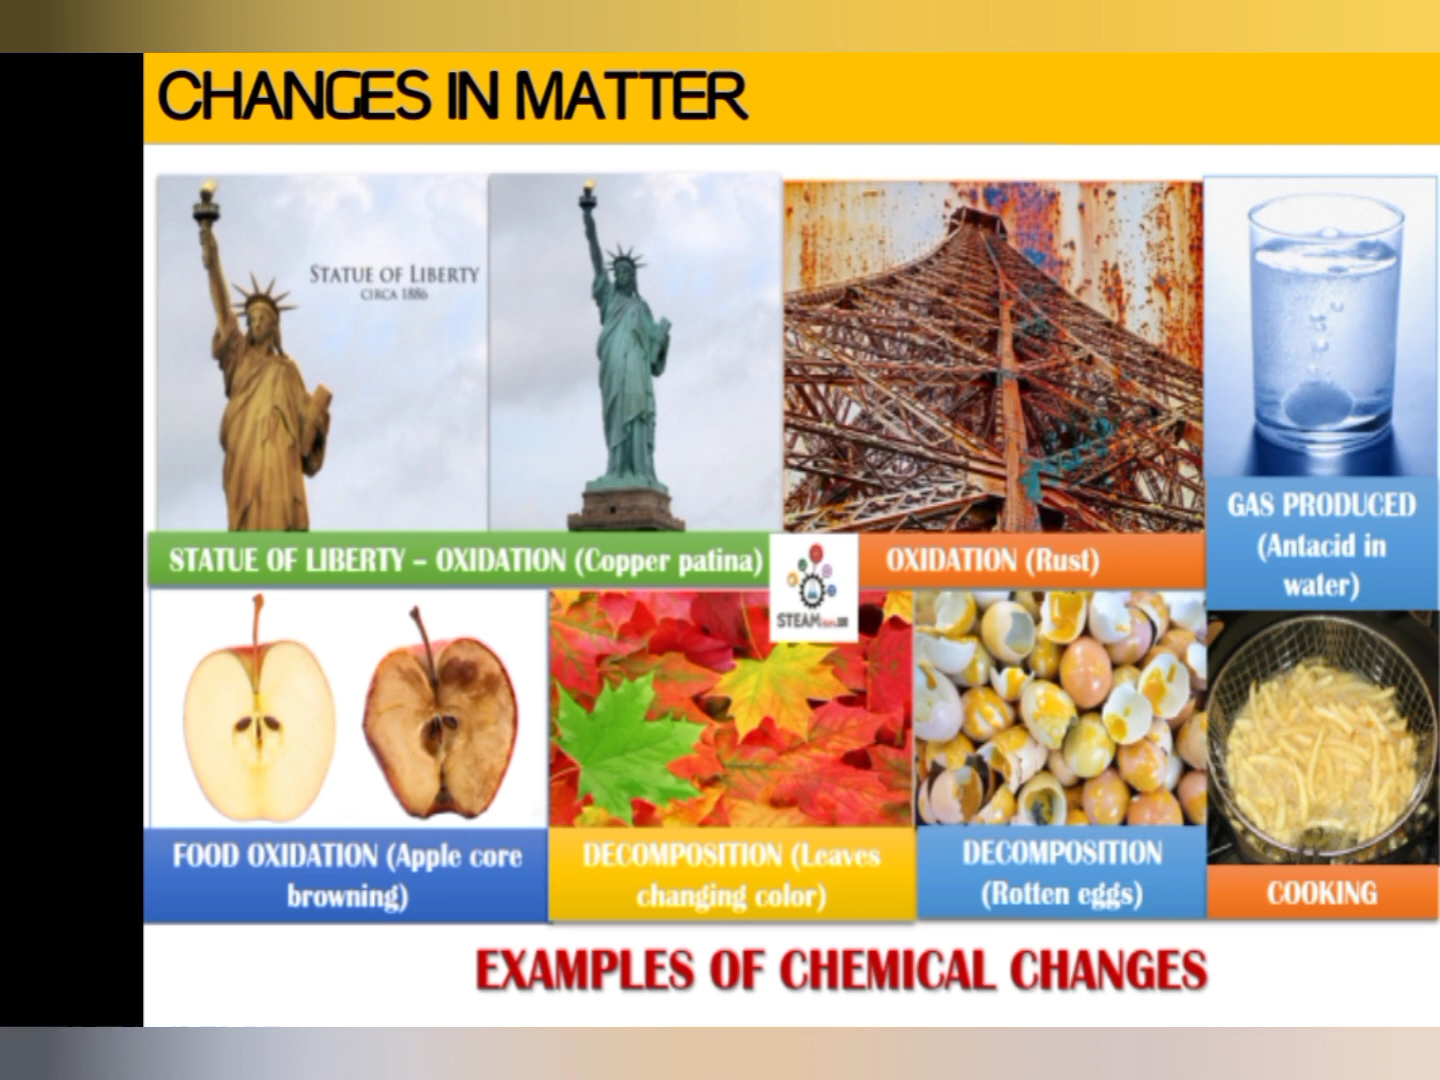 CHANGES IN MATTER
STATUE OF LIBERTY
CIRCA 1886
STATUE OF LIBERTY – OXIDATION (Copper patina)
OXIDATION (Rust)
GAS PRODUCED
(Antacid in
water)
STEAM
FOOD OXIDATION (Apple core
browning)
DECOMPOSITION (Leaves
changing color)
DECOMPOSITION
(Rotten eggs)
COOKING
EXAMPLES OF CHEMICAL CHANGES